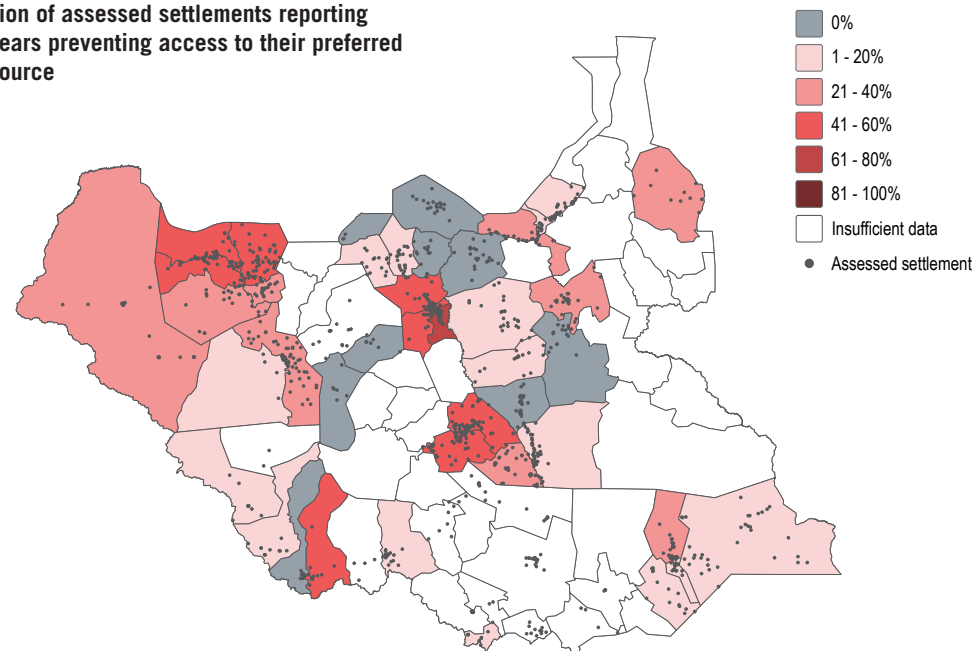 ion of assessed settlements reporting
ears preventing access to their preferred
ource
0%
1 - 20%
21 - 40%
41 - 60%
61 - 80%
81 - 100%
Insufficient data
Assessed settlement